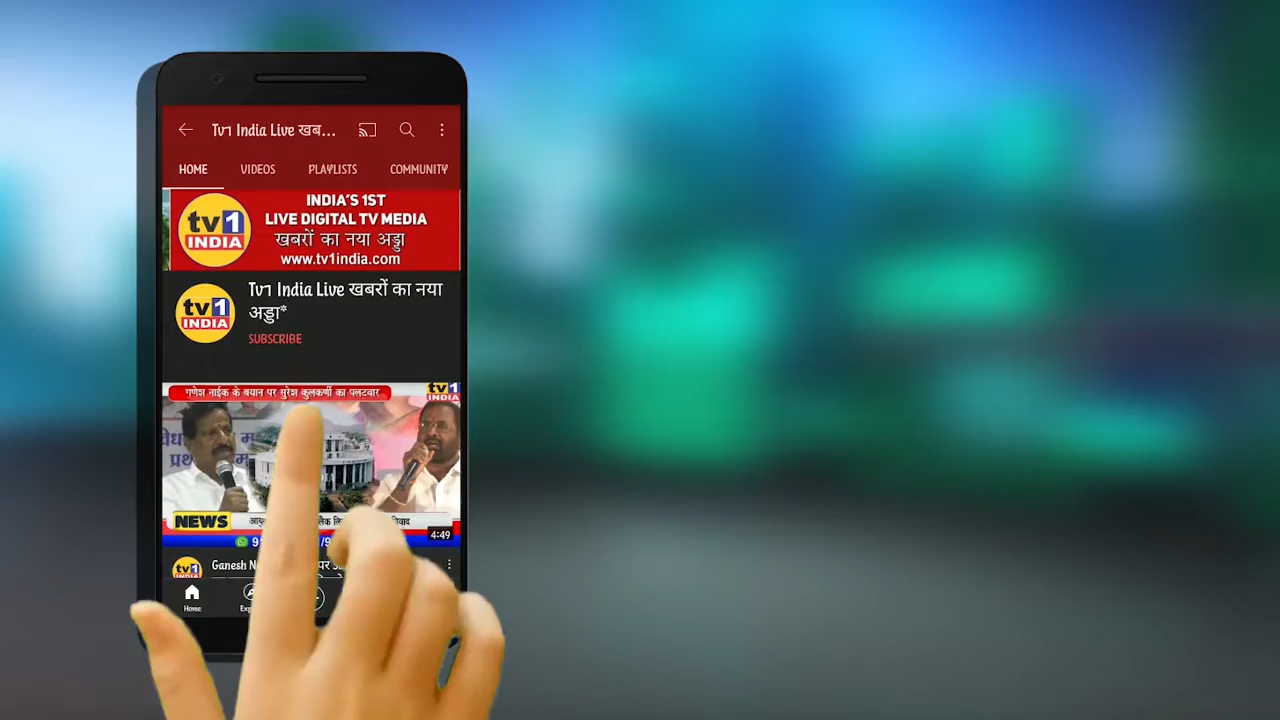 Tv1 India Live खब...
HOME VIDEOS PLAYLISTS COMMUNITY
tv1
INDIA
INDIA'S 1ST
LIVE DIGITAL TV MEDIA
खबरों का नया अड्डा
www.tv1india.com
tv1
INDIA
Tv1 India Live खबरों का नया
अड्डा*
SUBSCRIBE
गणेश नाईक के बयान पर सुरेश कुलकर्णी का पलटवार
tv1
INDIA
NEWS
4:49
tv1
INDIA
Ganesh
Home